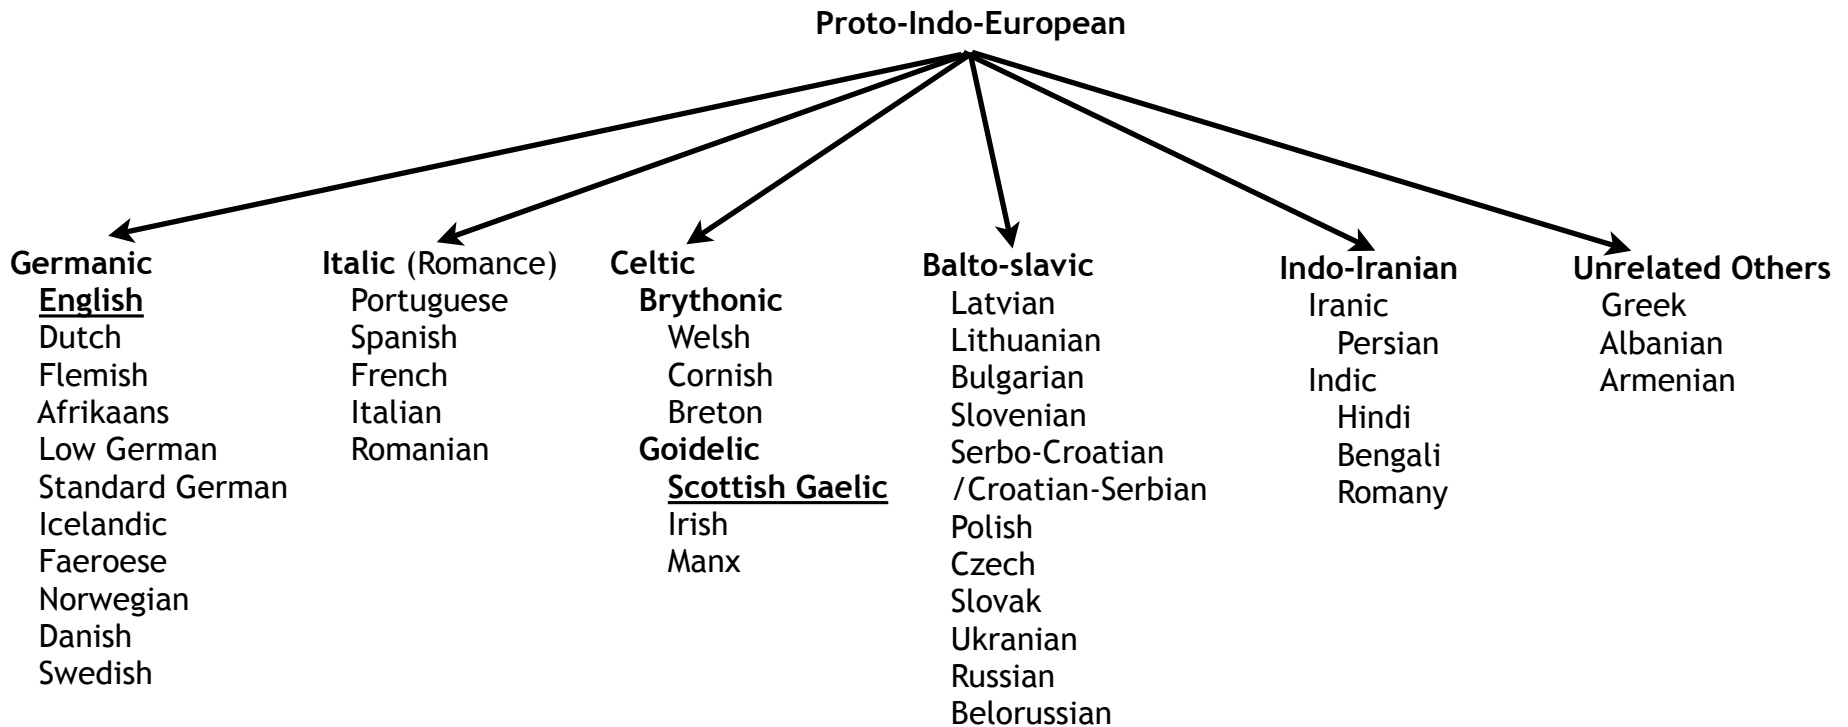 Proto-Indo-European
Germanic
English
Dutch
Flemish
Afrikaans
Low German
Standard German
Icelandic
Faeroese
Norwegian
Danish
Swedish
Italic (Romance)
Portuguese
Spanish
French
Italian
Romanian
Celtic
Brythonic
Welsh
Cornish
Breton
Goidelic
Scottish Gaelic
Irish
Manx
Balto-slavic
Latvian
Lithuanian
Bulgarian
Slovenian
Serbo-Croatian
/Croatian-Serbian
Polish
Czech
Slovak
Ukranian
Russian
Belorussian
Indo-Iranian
Iranic
Persian
Indic
Hindi
Bengali
Romany
Unrelated Others
Greek
Albanian
Armenian